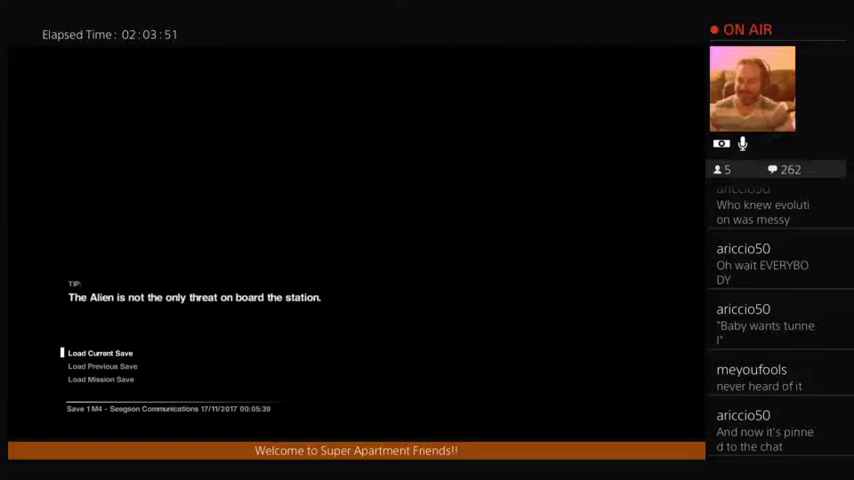 Elapsed Time : 02:03:51
ON AIR
5 262
ariccio50
Who knew evoluti
on was messy
ariccio50
Oh wait EVERYBO
DY
ariccio50
"Baby wants tunne
l"
meyoufools
never heard of it
ariccio50
And now it's pinne
d to the chat
TIP:
The Alien is not the only threat on board the station.
Load Current Save
Load Previous Save
Load Mission Save
Save 1 M4 - Seegson Communications 17/11/2017 00:05:39
Welcome to Super Apartment Friends!!